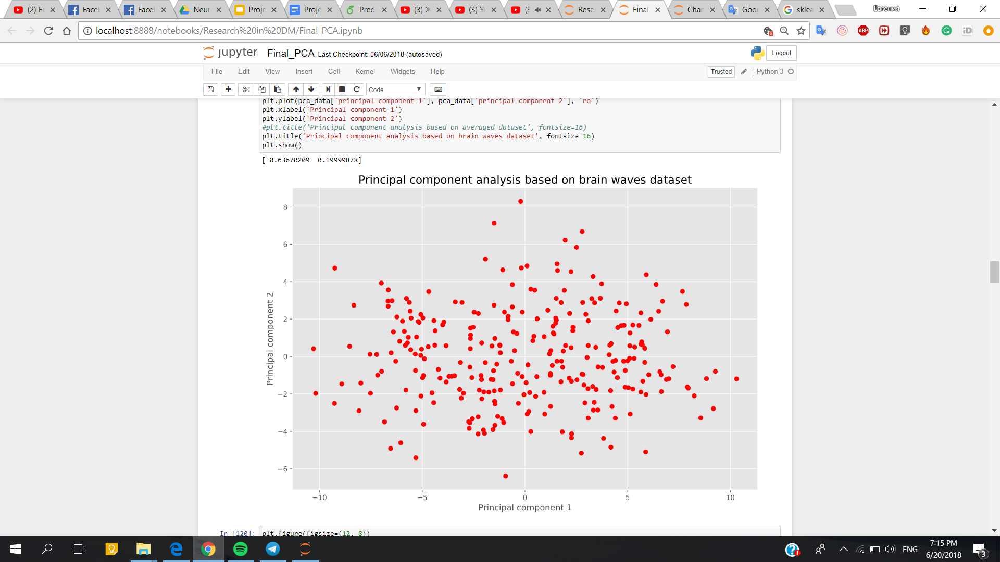 (2) Ec
Facel
Facel
Neur
Proje
Proje
Pred
(3) Ж
(3) Yo
(3
Rese
Final
Char
Goog
sklea
Евгения
localhost:8888/notebooks/Research%20in%20DM/Final_PCA.ipynb
ABP
iD
jupyter Final_PCA Last Checkpoint: 06/06/2018 (autosaved)
Logout
File Edit View Insert Cell Kernel Widgets Help
Trusted
Python 3
Code
plt.plot(pca_data['principal component 1'], pca_data['principal component 2'], 'ro')
plt.xlabel('Principal component 1')
plt.ylabel('Principal component 2')
#plt.title('Principal component analysis based on averaged dataset', fontsize=16)
plt.title('Principal component analysis based on brain waves dataset', fontsize=16)
plt.show()
[ 0.63670209  0.19999878]
Principal component analysis based on brain waves dataset
8
6
4
2
0
−2
−4
−6
Principal component 2
−10
−5
0
5
10
Principal component 1
In [120]:
plt.figure(figsize=(12, 8))
ENG
7:15 PM
6/20/2018
3